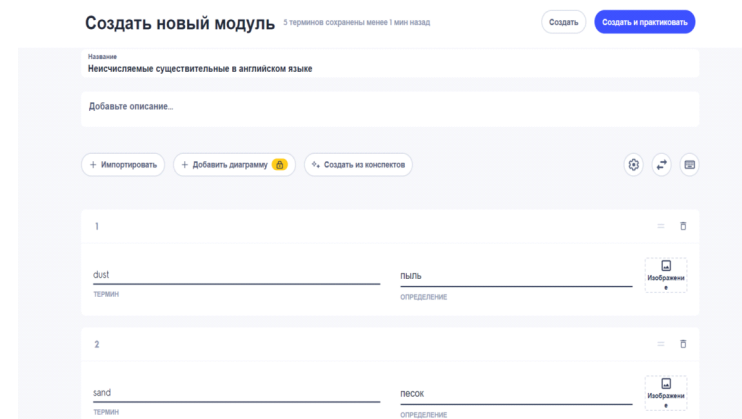 Создать новый модуль 5 терминов сохранены менее 1 мин назад Создать Создать и практиковать
Название
Неисчисляемые существительные в английском языке
Добавьте описание...
+ Импортировать + Добавить диаграмму Создать из конспектов
1
dust пыль
ТЕРМИН ОПРЕДЕЛЕНИЕ
Изображени
е
2
sand песок
ТЕРМИН ОПРЕДЕЛЕНИЕ
Изображени
е